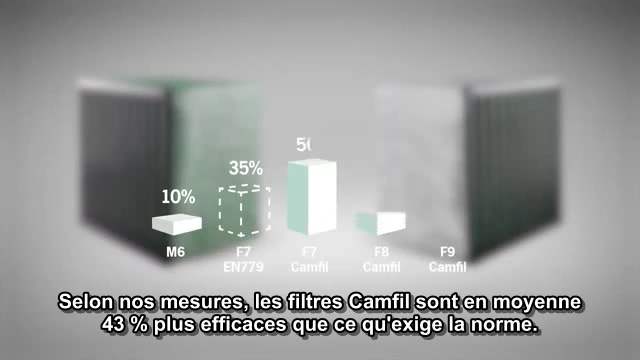 50
35%
10%
M6 F7 F7 F8 F9
EN779 Camfil Camfil Camfil
Selon nos mesures, les filtres Camfil sont en moyenne
43 % plus efficaces que ce qu'exige la norme.